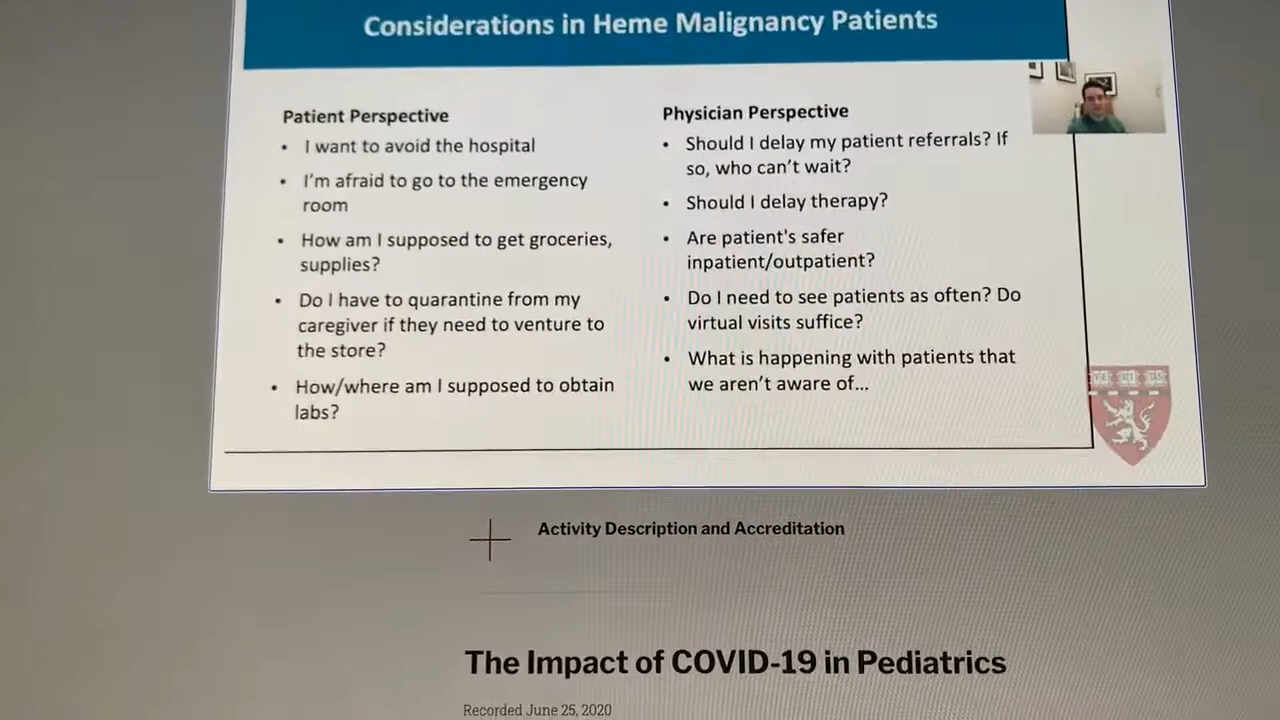 Considerations in Heme Malignancy Patients
Patient Perspective
• I want to avoid the hospital
• I'm afraid to go to the emergency
room
• How am I supposed to get groceries,
supplies?
• Do I have to quarantine from my
caregiver if they need to venture to
the store?
• How/where am I supposed to obtain
labs?
Physician Perspective
• Should I delay my patient referrals? If
so, who can't wait?
• Should I delay therapy?
• Are patient's safer
inpatient/outpatient?
• Do I need to see patients as often? Do
virtual visits suffice?
• What is happening with patients that
we aren't aware of...
Activity Description and Accreditation
The Impact of COVID-19 in Pediatrics
Recorded June 25, 2020